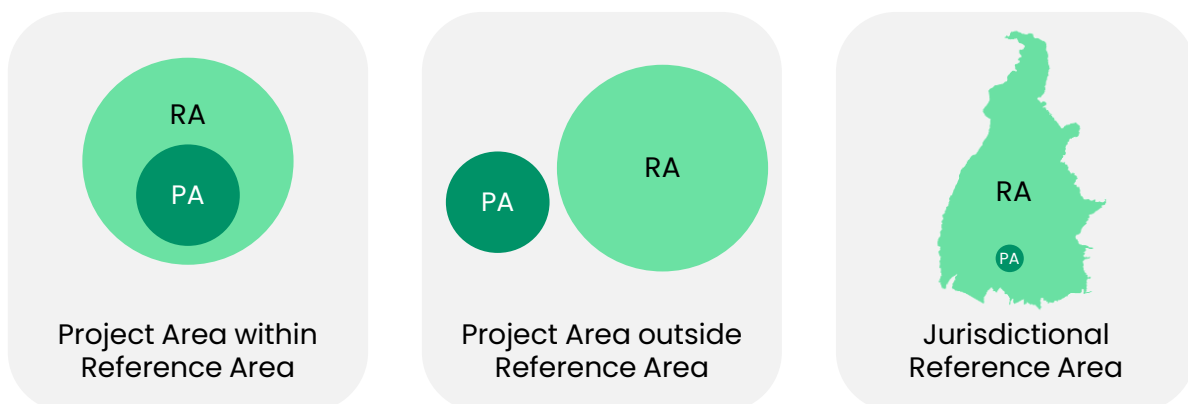 RA
PA
Project Area within
Reference Area
PA
RA
Project Area outside
Reference Area
RA
PA
Jurisdictional
Reference Area